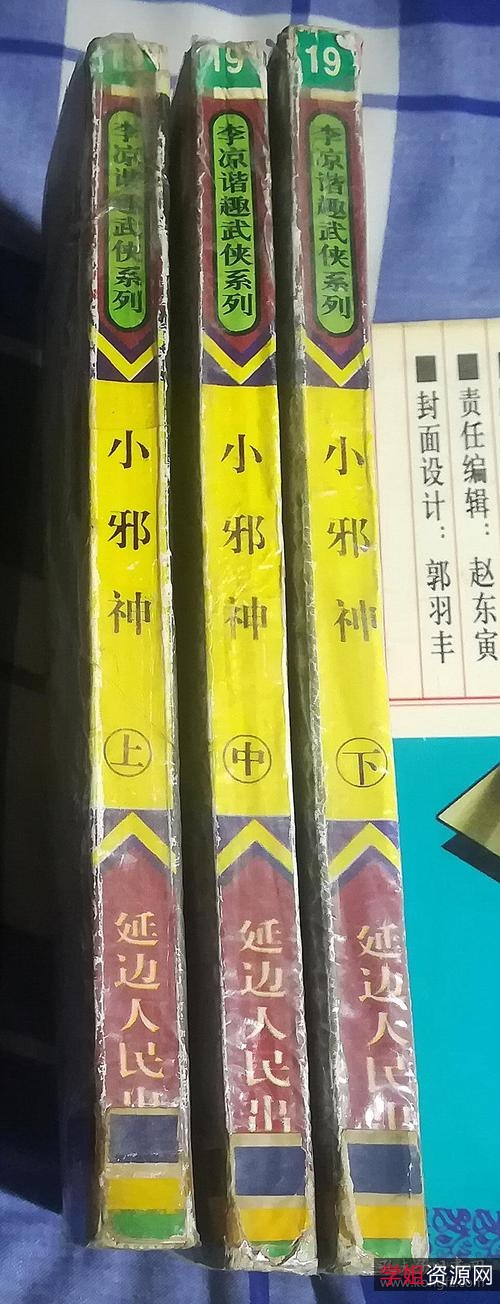 19
李凉谐趣武侠系列
小邪神
上
延边人民出
19
李凉谐趣武侠系列
小邪神
中
延边人民出
19
李凉谐趣武侠系列
小邪神
下
延边人民出
责任编辑：赵东寅
封面设计：郭羽丰
学姐资源网